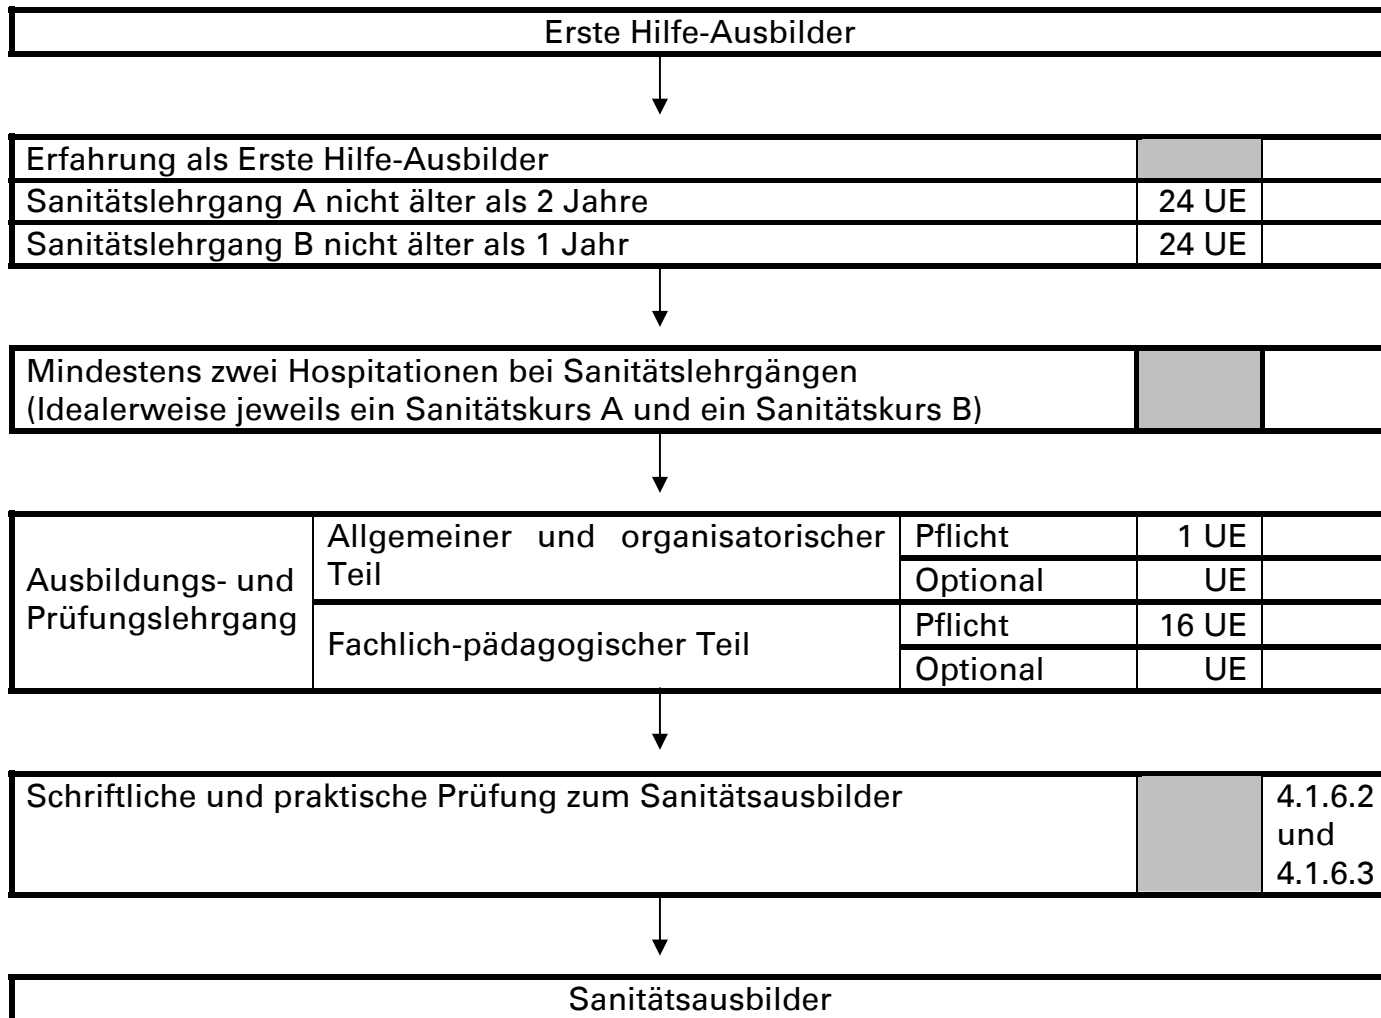 Erste Hilfe-Ausbilder
Erfahrung als Erste Hilfe-Ausbilder
Sanitätslehrgang A nicht älter als 2 Jahre 24 UE
Sanitätslehrgang B nicht älter als 1 Jahr 24 UE
Mindestens zwei Hospitationen bei Sanitätslehrgängen
(Idealerweise jeweils ein Sanitätskurs A und ein Sanitätskurs B)
Ausbildungs- und
Prüfungslehrgang
Allgemeiner und organisatorischer
Teil
Pflicht 1 UE
Optional UE
Fachlich-pädagogischer Teil
Pflicht 16 UE
Optional UE
Schriftliche und praktische Prüfung zum Sanitätsausbilder
4.1.6.2
und
4.1.6.3
Sanitätsausbilder